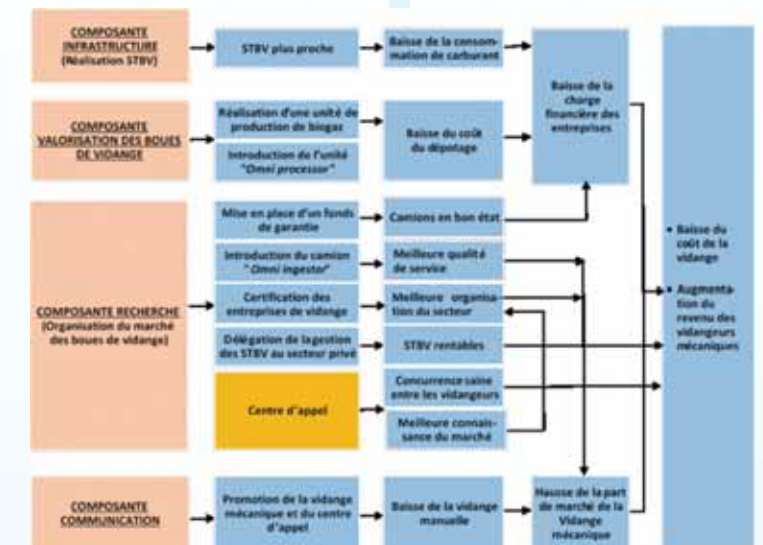 COMPOSANTE
INFRASTRUCTURE
(Réalisation STBV)
STBV plus proche
Baisse de la consom-
mation de carburant
Baisse de la
charge
financière des
entreprises
COMPOSANTE
VALORISATION DES BOUES
DE VIDANGE
Réalisation d'une unité de
production de biogaz
Introduction de l'unité
"Omni processor"
Baisse du coût
du dépotage
COMPOSANTE RECHERCHE
(Organisation du marché
des boues de vidange)
Mise en place d'un fonds
de garantie
Camions en bon état
Introduction du camion
"Omni ingestor"
Meilleure qualité
de service
Certification des
entreprises de vidange
Meilleure organisa-
tion du secteur
Délégation de lagestion
des STBV au secteur privé
STBV rentables
Centre d'appel
Concurrence saine
entre les vidangeurs
Meilleure connais-
sance du marché
COMPOSANTE
COMMUNICATION
Promotion de la vidange
mécanique et du centre
d'appel
Baisse de la vidange
manuelle
Hausse de la part
de marché de la
Vidange
mécanique
• Baisse du
coût de la
vidange
• Augmenta-
tion du
revenu des
vidangeurs
mécaniques